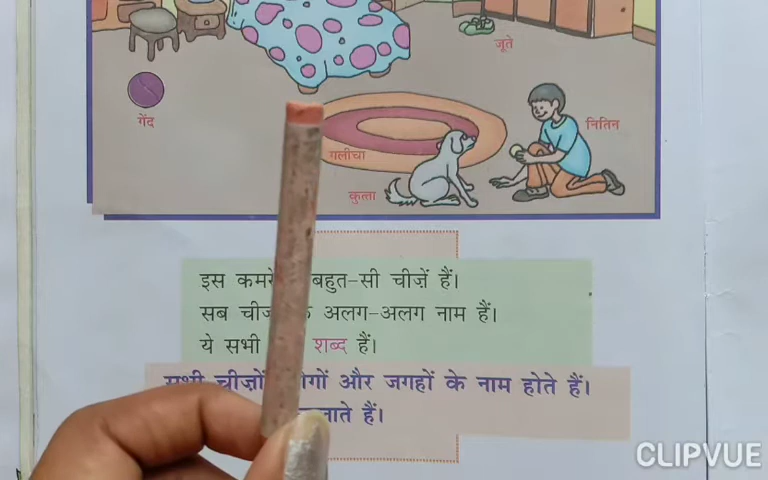 जूते
गेंद
नितिन
गलीचा
कुत्ता
इस कमरे बहुत-सी चीज़ें हैं।
सब अलग-अलग नाम हैं।
ये सभी शब्द हैं।
सभी चीज़ों और जगहों के नाम होते हैं।
हैं।
CLIPVUE